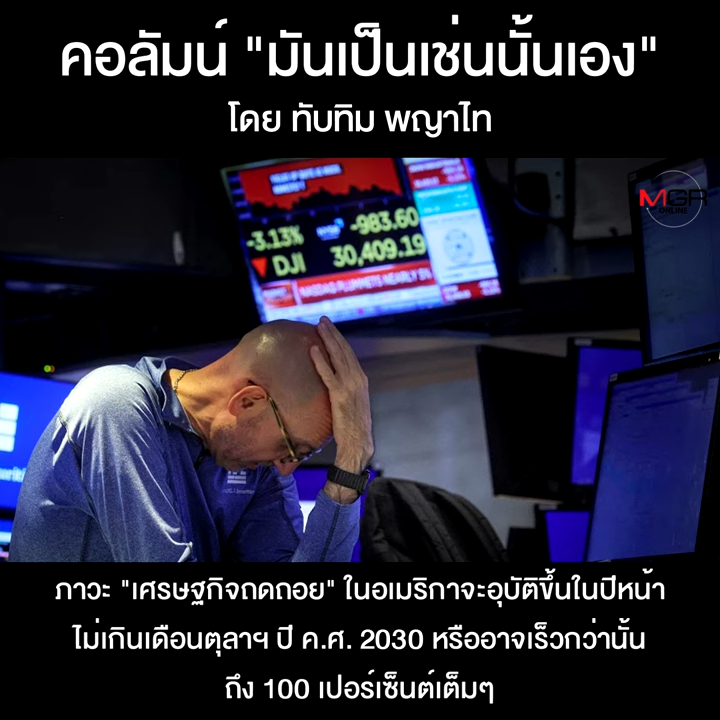 คอลัมน์ "มันเป็นเช่นนั้นเอง"
โดย ทับทิม พญาไท
MGR
ONLINE
-3.13%
-983.60
DJI
30,409.19
NASDAQ PLUMMETS NEARLY 5%
ภาวะ "เศรษฐกิจถดถอย" ในอเมริกาจะอุบัติขึ้นในปีหน้า
ไม่เกินเดือนตุลาฯ ปี ค.ศ. 2030 หรืออาจเร็วกว่านั้น
ถึง 100 เปอร์เซ็นต์เต็มๆ